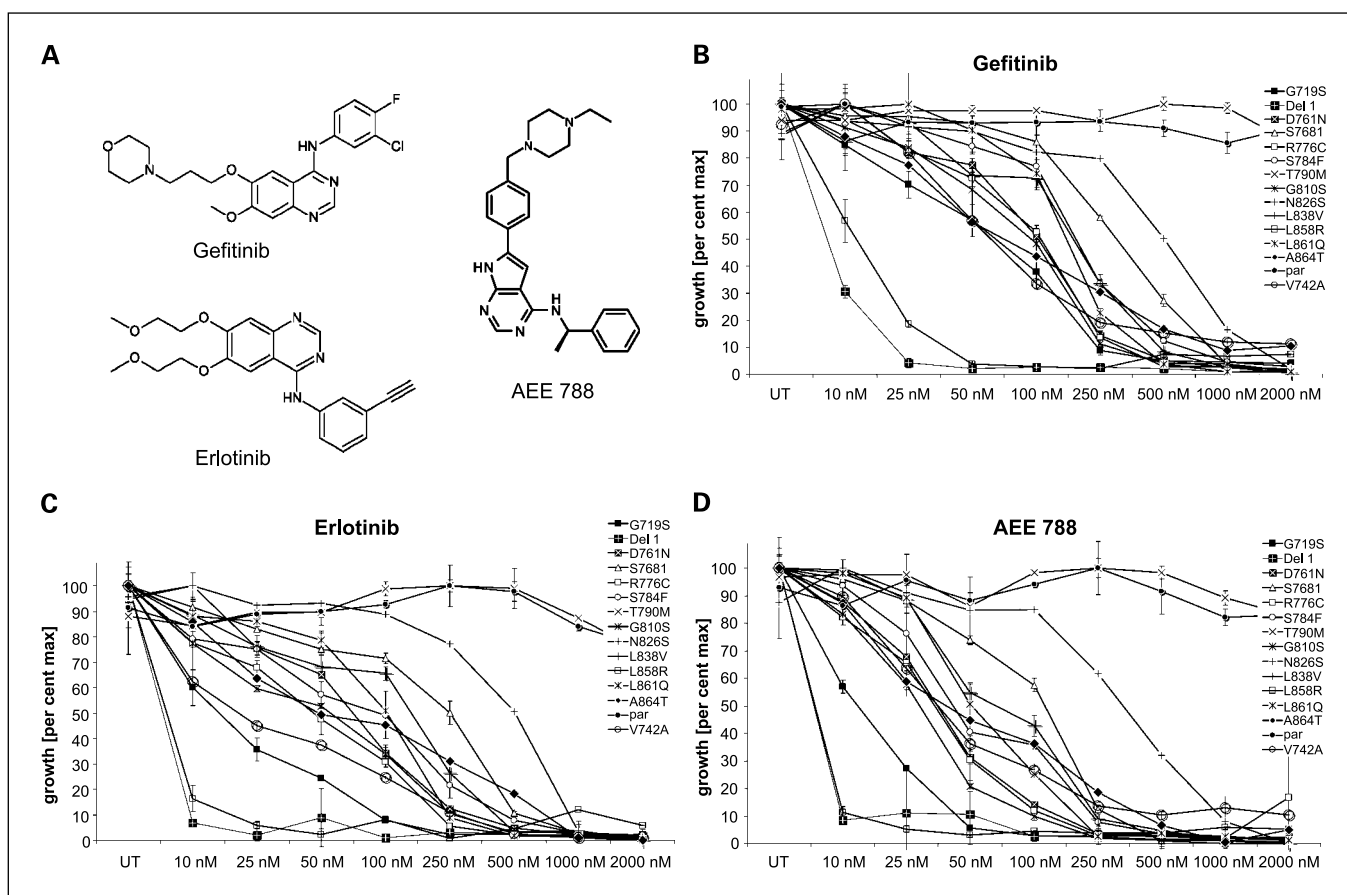 A
F
Cl
HN
O
N
O
N
O
N
Gefitinib
O
O
N
O
N
O
HN
Erlotinib
N
N
HN
N
N
HN
AEE 788
B
Gefitinib
growth [per cent max]
100
90
80
70
60
50
40
30
20
10
0
UT 10 nM 25 nM 50 nM 100 nM 250 nM 500 nM 1000 nM 2000 nM
G719S
Del 1
D761N
S7681
R776C
S784F
T790M
G810S
N826S
L838V
L858R
L861Q
A864T
par
V742A
C
Erlotinib
growth [per cent max]
100
90
80
70
60
50
40
30
20
10
0
UT 10 nM 25 nM 50 nM 100 nM 250 nM 500 nM 1000 nM 2000 nM
G719S
Del 1
D761N
S7681
R776C
S784F
T790M
G810S
N826S
L838V
L858R
L861Q
A864T
par
V742A
D
AEE 788
growth [per cent max]
100
90
80
70
60
50
40
30
20
10
0
UT 10 nM 25 nM 50 nM 100 nM 250 nM 500 nM 1000 nM 2000 nM
G719S
Del 1
D761N
S7681
R776C
S784F
T790M
G810S
N826S
L838V
L858R
L861Q
A864T
par
V742A